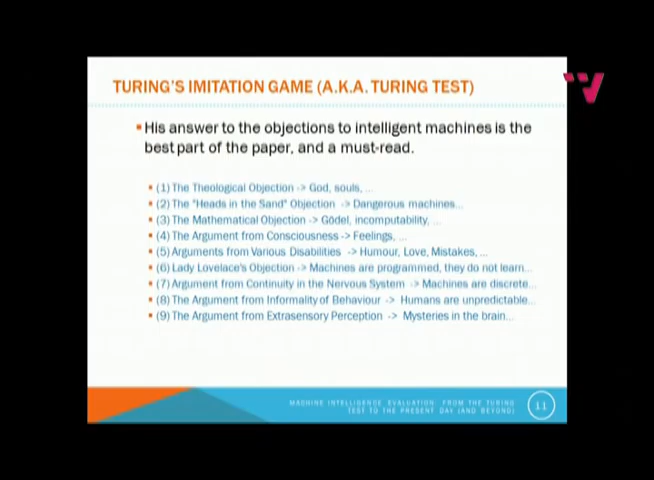 TURING'S IMITATION GAME (A.K.A. TURING TEST)
His answer to the objections to intelligent machines is the
best part of the paper, and a must-read.
(1) The Theological Objection -> God, souls, ...
(2) The "Heads in the Sand" Objection -> Dangerous machines...
(3) The Mathematical Objection -> Gödel, incomputability, ...
(4) The Argument from Consciousness -> Feelings, ...
(5) Arguments from Various Disabilities -> Humour, Love, Mistakes, ...
(6) Lady Lovelace's Objection -> Machines are programmed, they do not learn...
(7) Argument from Continuity in the Nervous System -> Machines are discrete...
(8) The Argument from Informality of Behaviour -> Humans are unpredictable...
(9) The Argument from Extrasensory Perception -> Mysteries in the brain...
MACHINE INTELLIGENCE EVALUATION: FROM THE TURING
TEST TO THE PRESENT DAY (AND BEYOND)
11